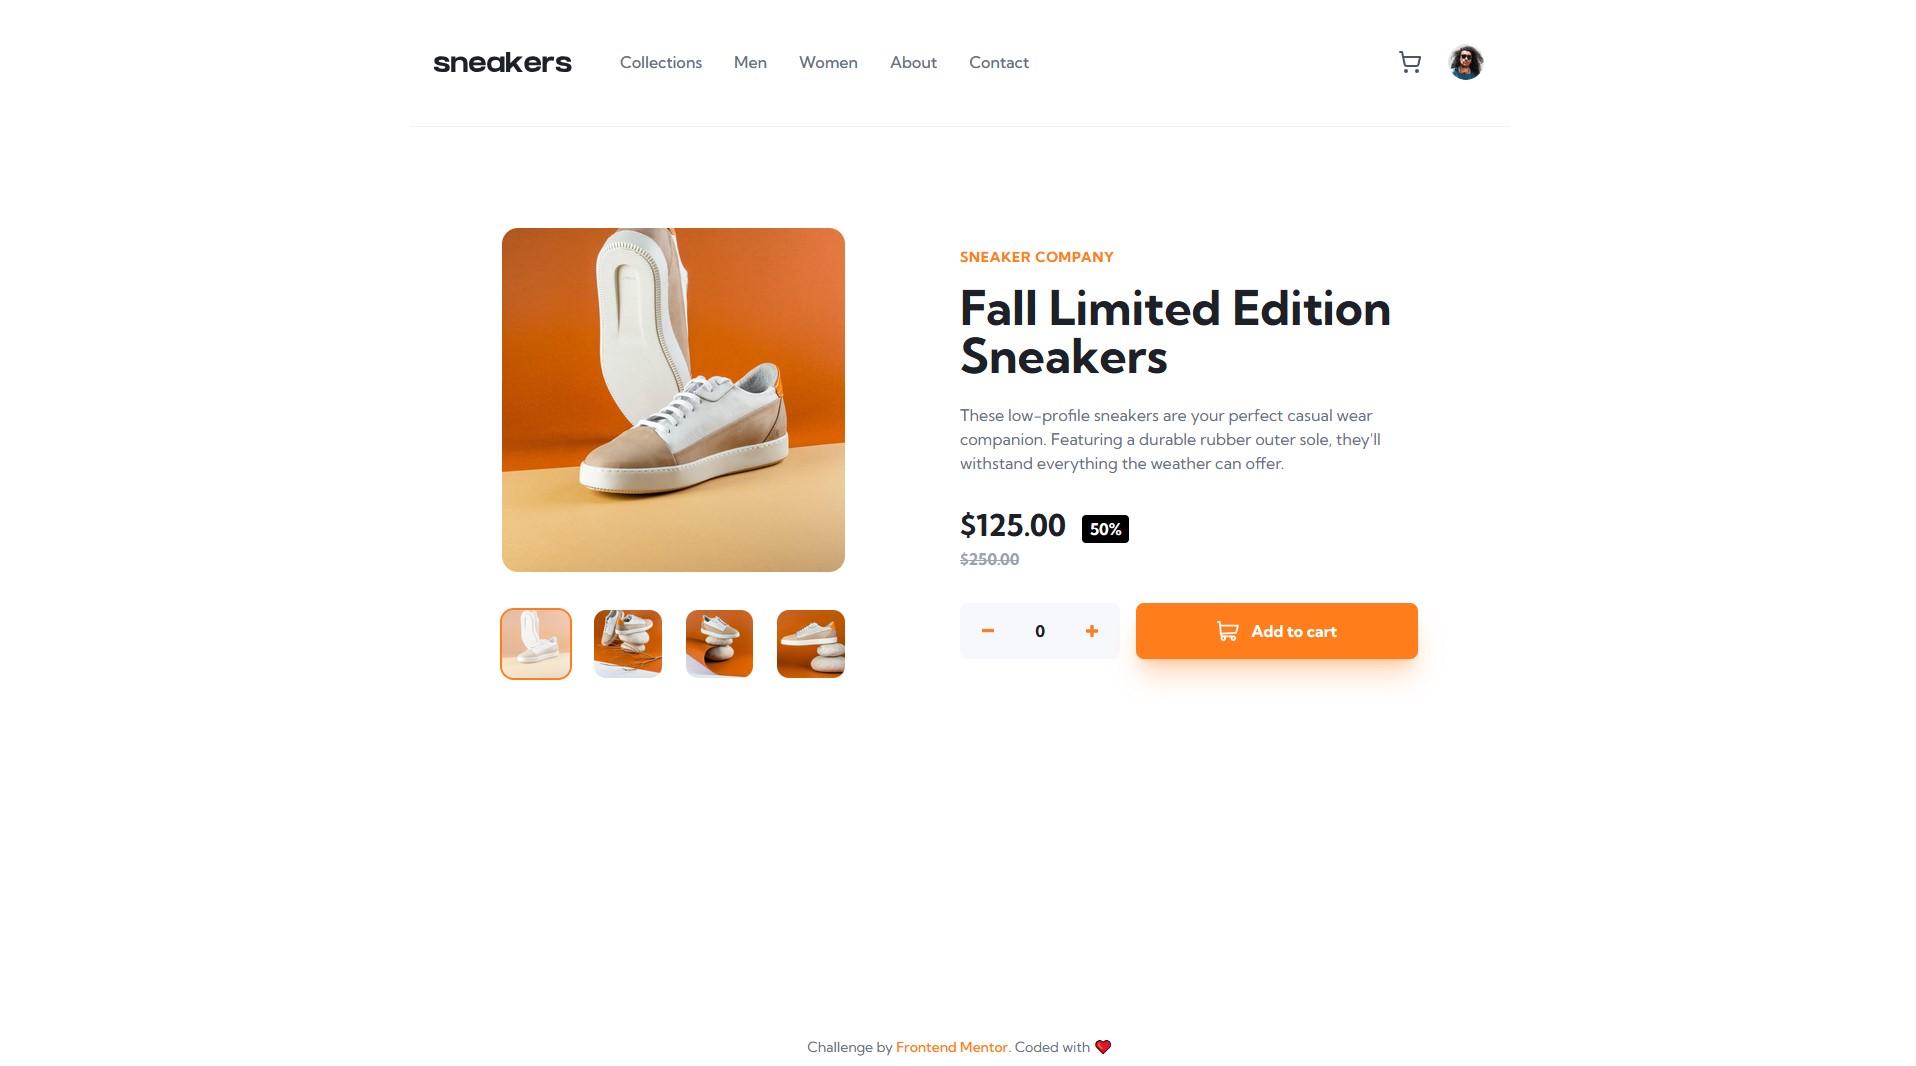 sneakers
Collections
Men
Women
About
Contact
SNEAKER COMPANY
Fall Limited Edition
Sneakers
These low-profile sneakers are your perfect casual wear
companion. Featuring a durable rubber outer sole, they'll
withstand everything the weather can offer.
$125.00 50%
$250.00
0
Add to cart
Challenge by Frontend Mentor. Coded with